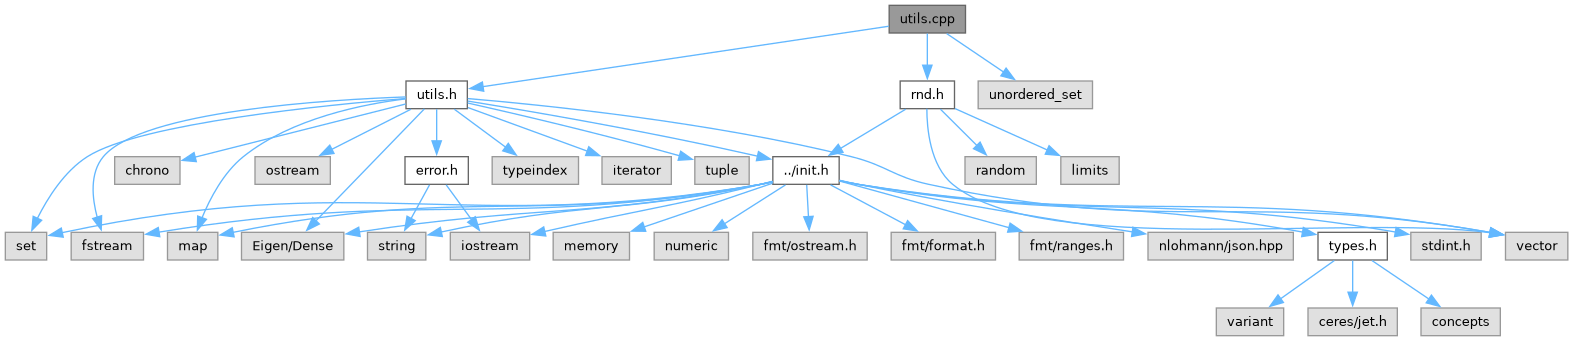 utils.cpp
utils.h
rnd.h
unordered_set
chrono
ostream
error.h
typeindex
iterator
tuple
../init.h
random
limits
set
fstream
map
Eigen/Dense
string
iostream
memory
numeric
fmt/ostream.h
fmt/format.h
fmt/ranges.h
nlohmann/json.hpp
types.h
stdint.h
vector
variant
ceres/jet.h
concepts